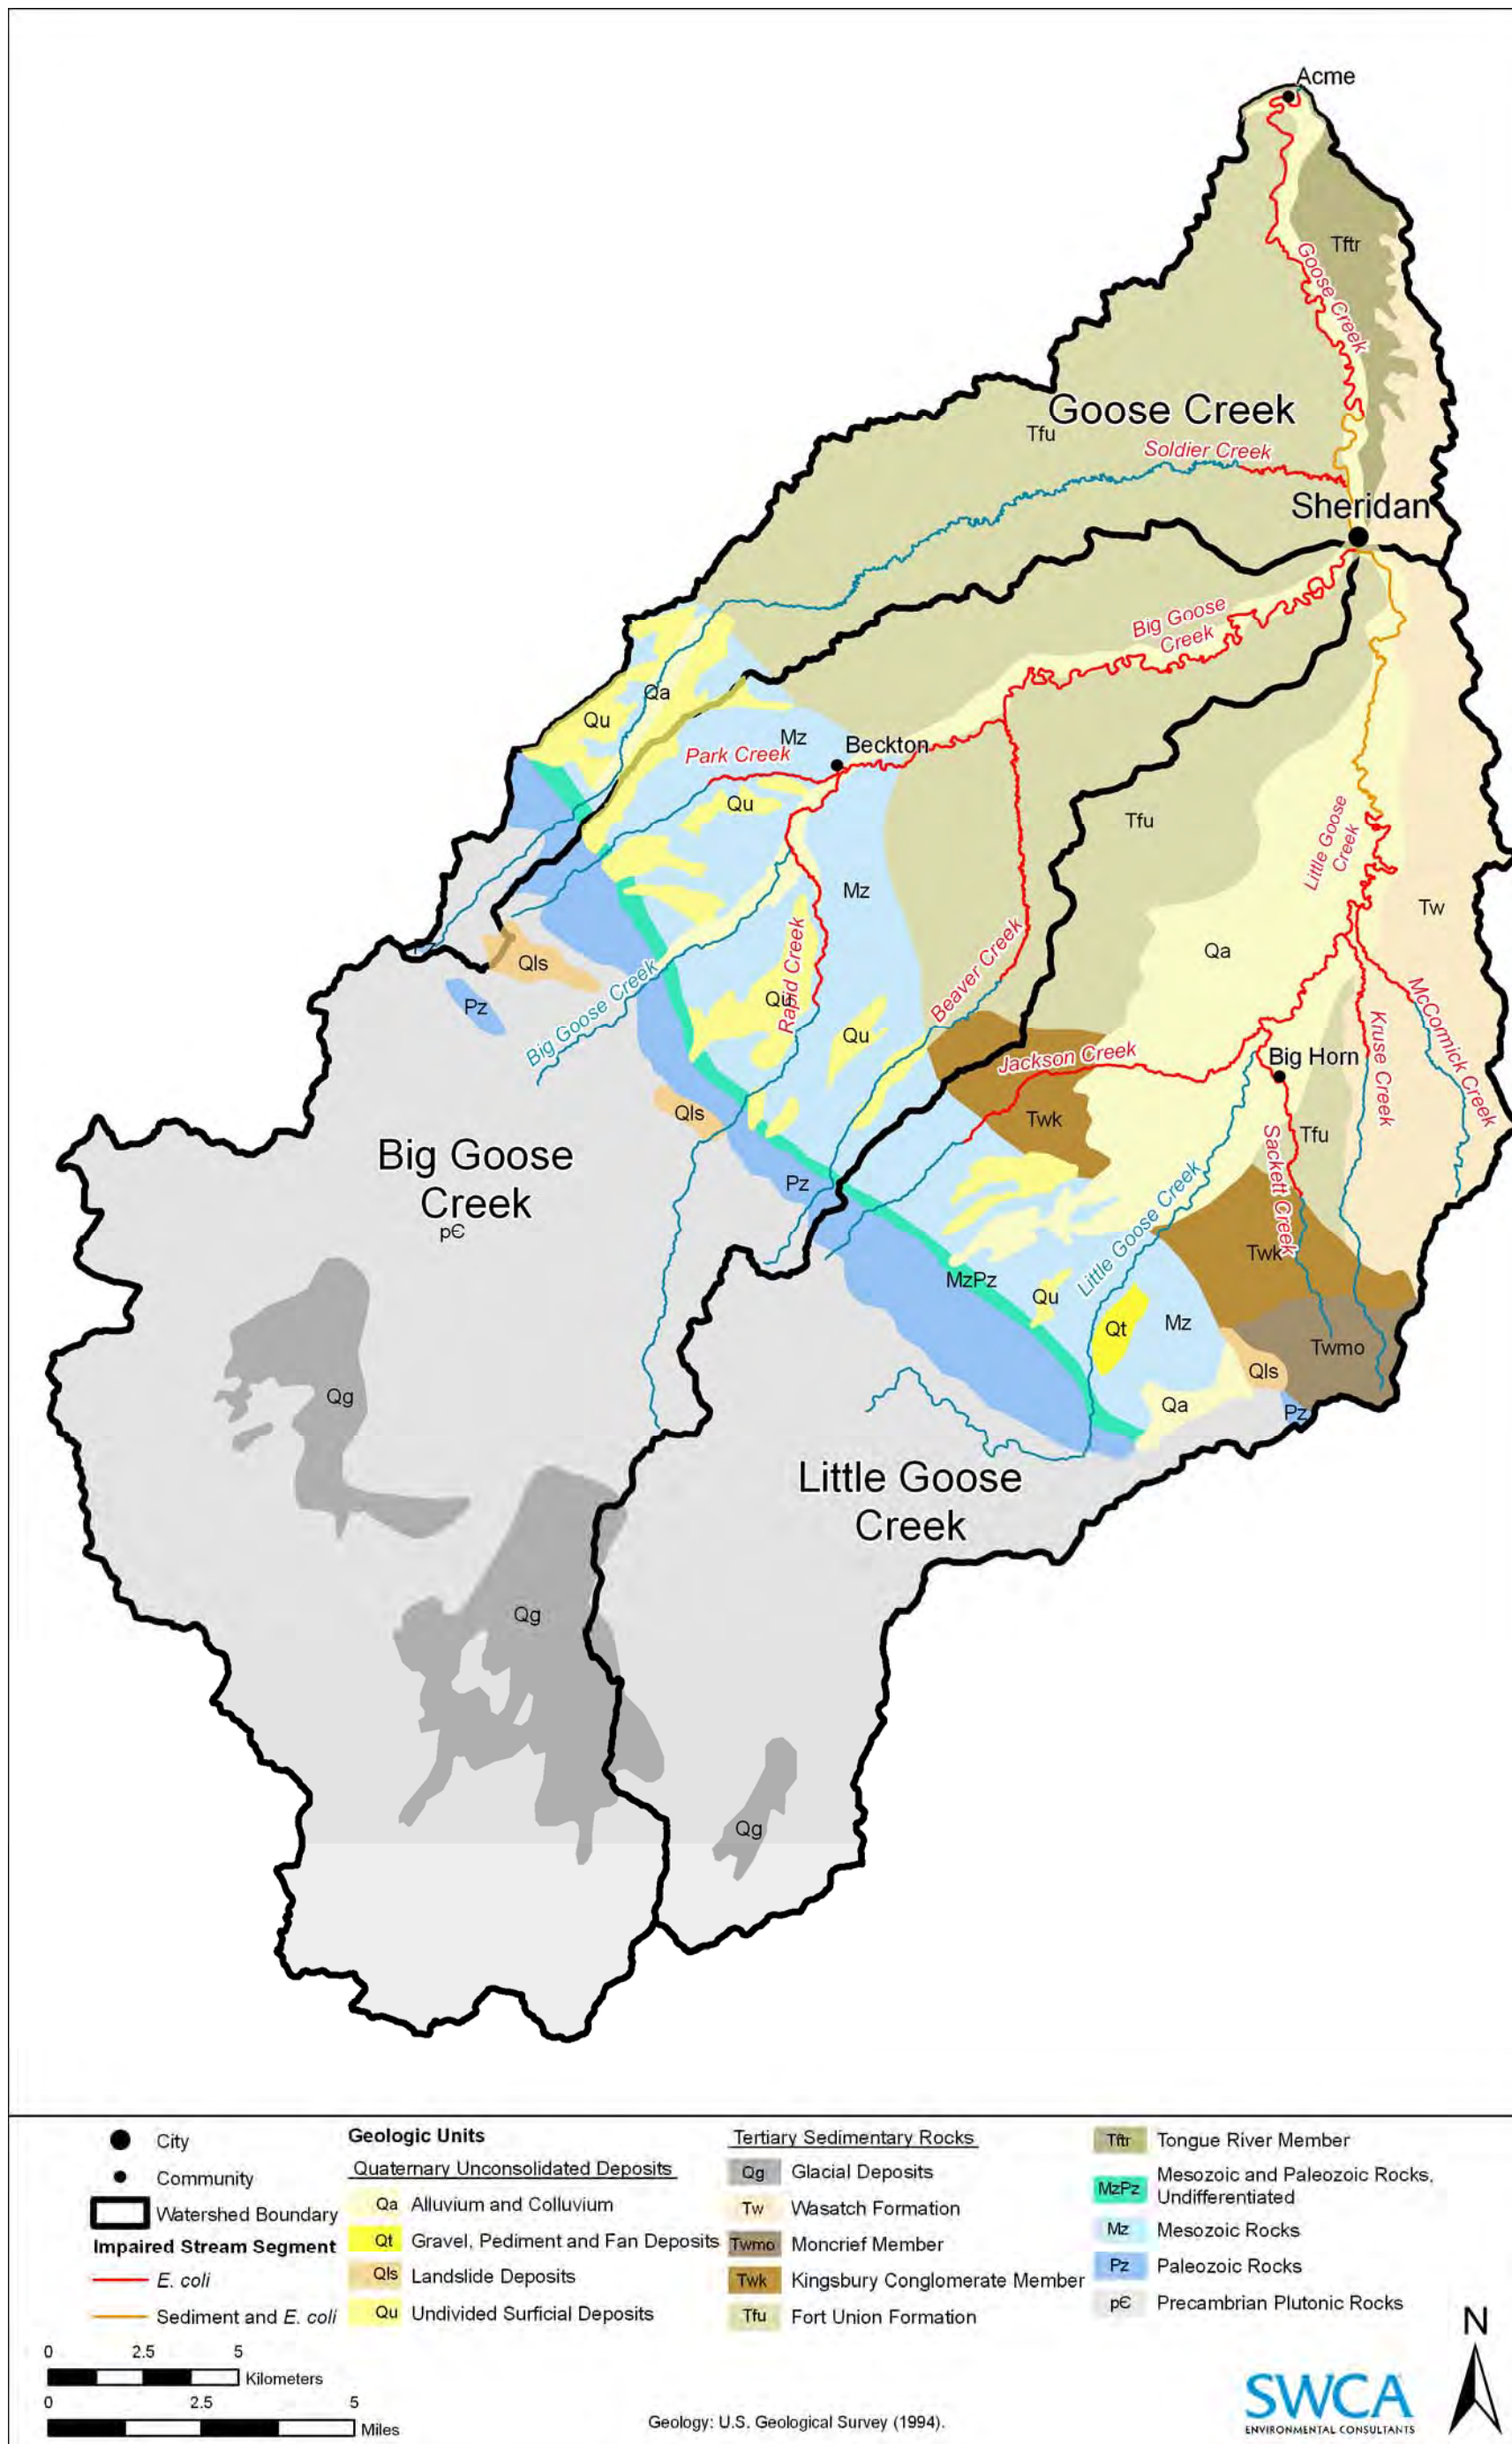 Acme
Tftr
Goose Creek
Goose Creek
Tfu
Soldier Creek
Sheridan
Big Goose
Creek
Qa
Qu
Mz
Beckton
Park Creek
Qu
Tfu
Little Goose
Creek
Mz
Tw
Rapid Creek
Beaver Creek
Qa
Pz
Qls
Pz
Big Goose Creek
Qu
Qu
McCormick Creek
Kruse Creek
Jackson Creek
Big Horn
Qls
Twk
Tfu
Sackett Creek
Big Goose
Creek
pЄ
Pz
Little Goose Creek
Twk
MzPz
Qu
Qt
Mz
Twmo
Qls
Qg
Qa
Pz
Little Goose
Creek
Qg
Qg
City
Community
Watershed Boundary
Impaired Stream Segment
E. coli
Sediment and E. coli
Geologic Units
Quaternary Unconsolidated Deposits
Qa Alluvium and Colluvium
Qt Gravel, Pediment and Fan Deposits
Qls Landslide Deposits
Qu Undivided Surficial Deposits
Tertiary Sedimentary Rocks
Qg Glacial Deposits
Tw Wasatch Formation
Twmo Moncrief Member
Twk Kingsbury Conglomerate Member
Tfu Fort Union Formation
Tftr Tongue River Member
MzPz Mesozoic and Paleozoic Rocks,
Undifferentiated
Mz Mesozoic Rocks
Pz Paleozoic Rocks
pЄ Precambrian Plutonic Rocks
0 2.5 5
Kilometers
0 2.5 5
Miles
Geology: U.S. Geological Survey (1994).
SWCA
ENVIRONMENTAL CONSULTANTS
N